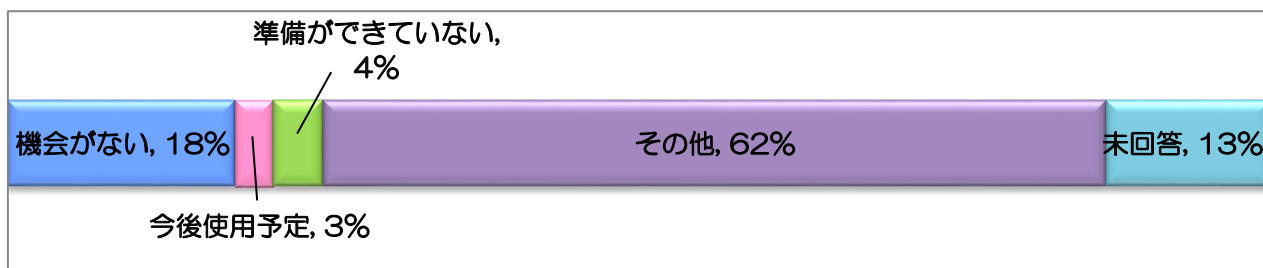 準備ができていない,
4%
機会がない, 18%
その他, 62%
未回答, 13%
今後使用予定, 3%